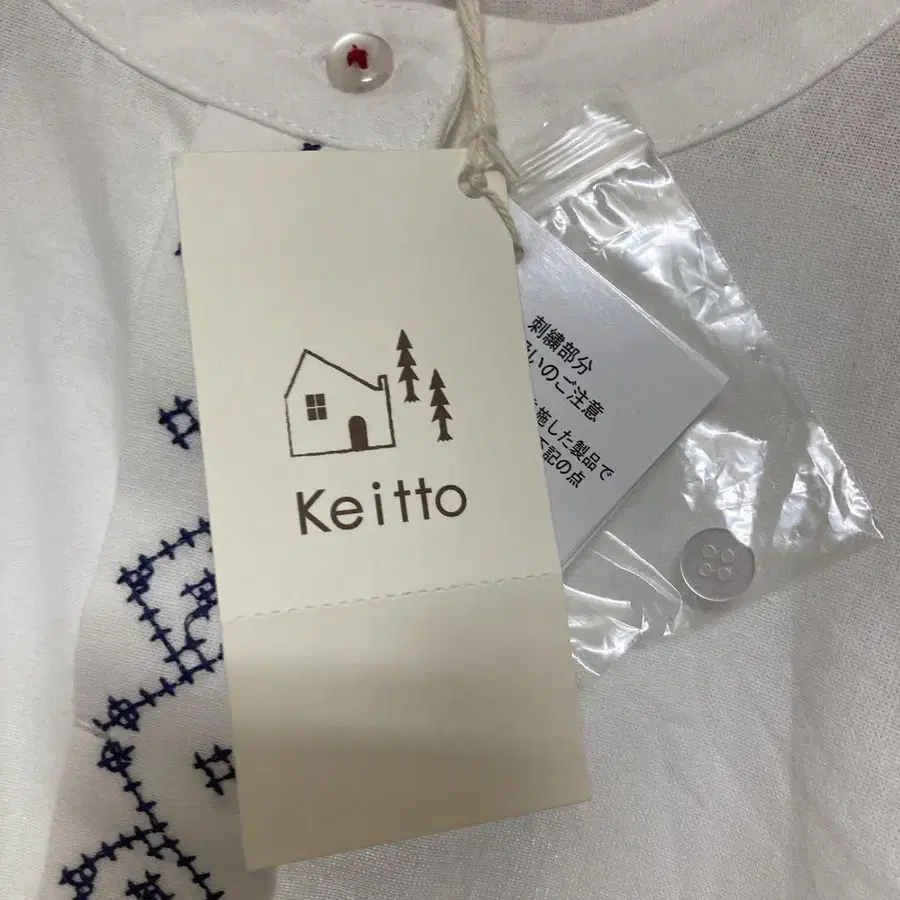 Keitto
刺繍部分
いのご注意
施した製品で
下記の点